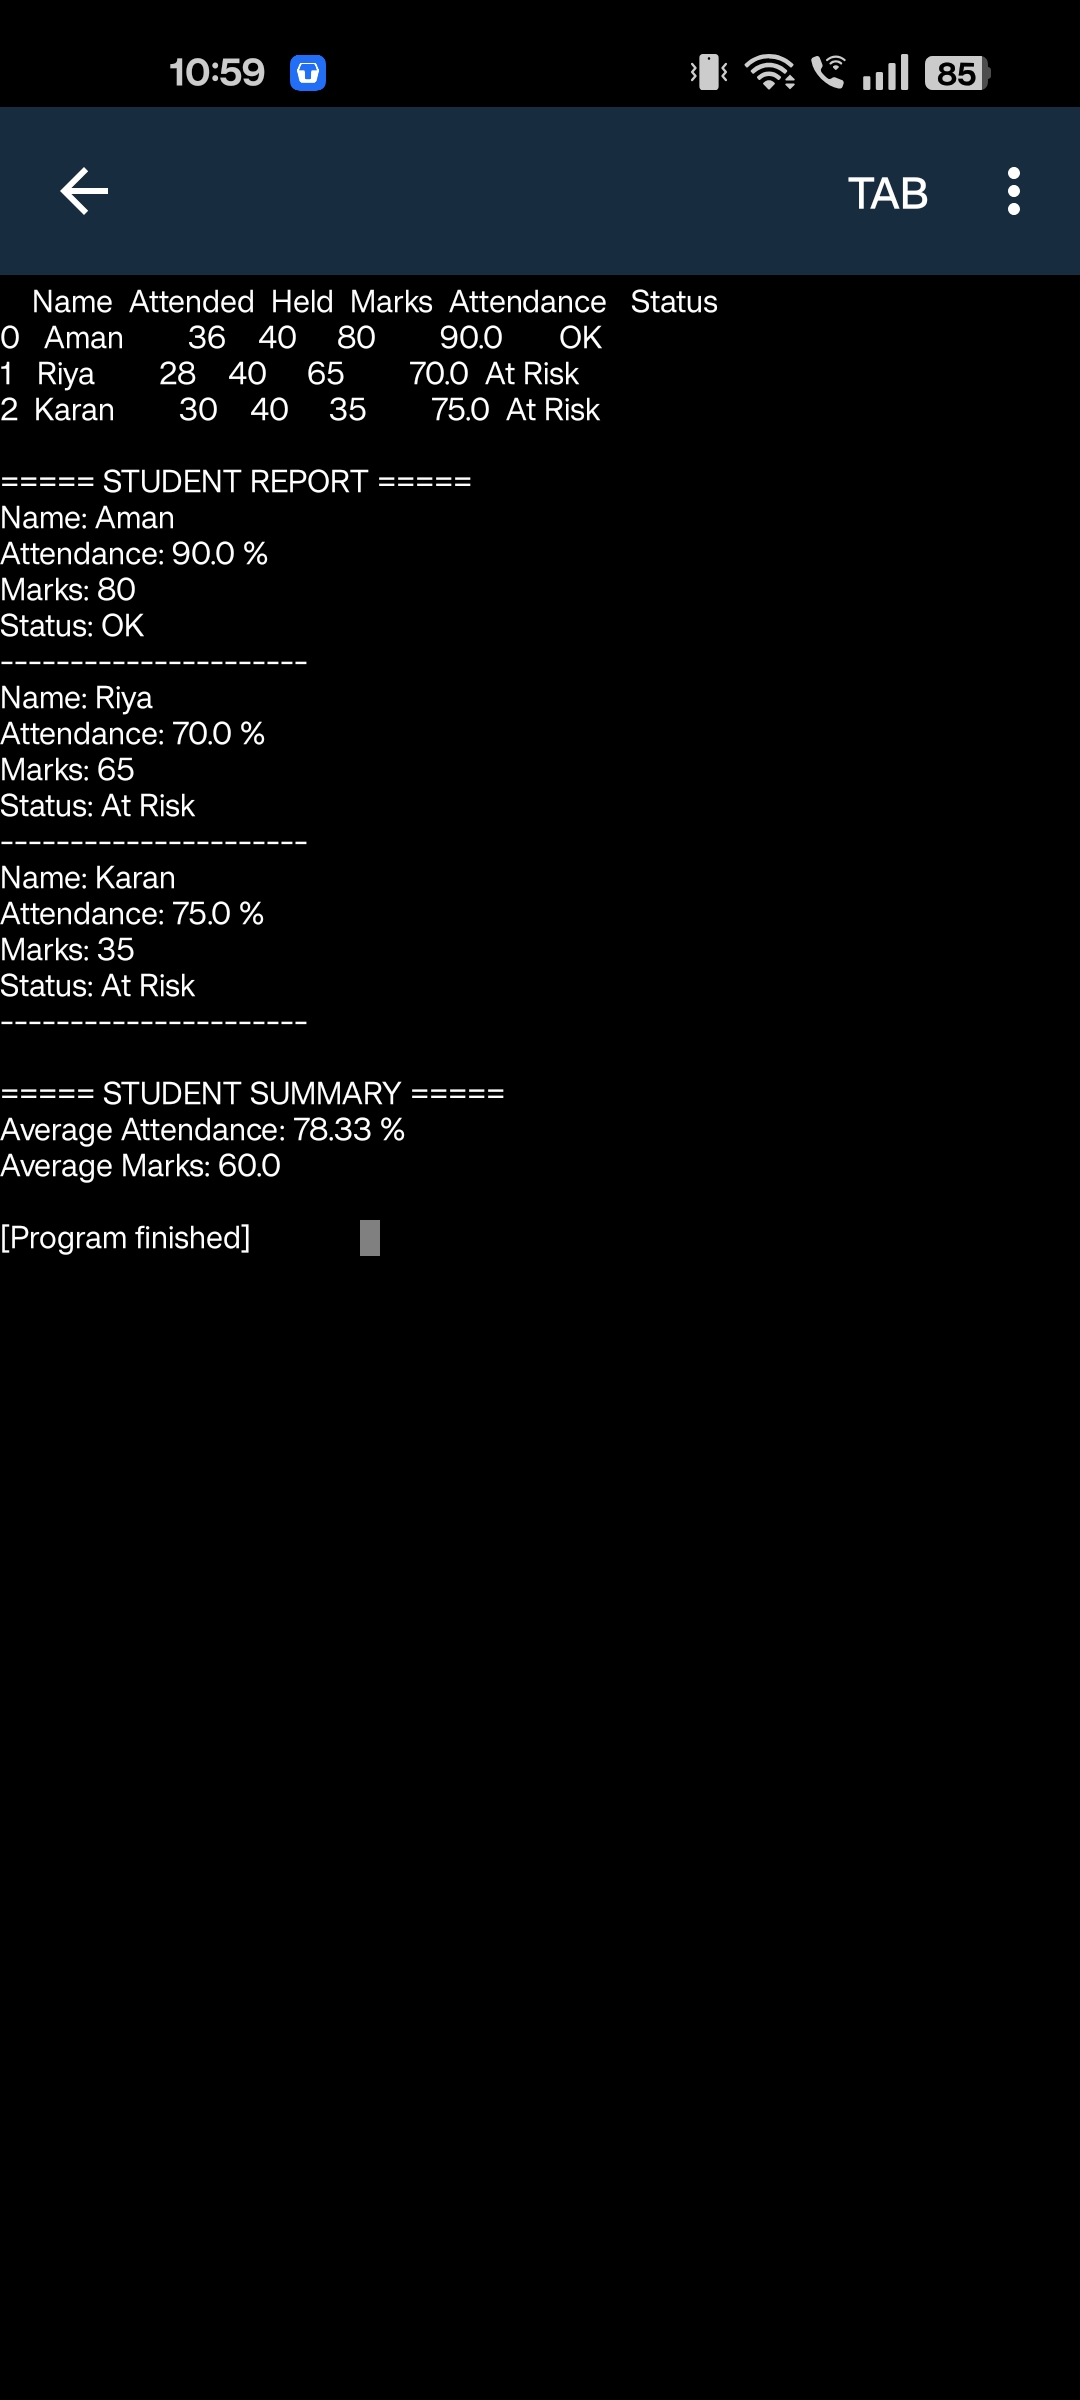 10:59 85
TAB
Name Attended Held Marks Attendance Status
0 Aman 36 40 80 90.0 OK
1 Riya 28 40 65 70.0 At Risk
2 Karan 30 40 35 75.0 At Risk
===== STUDENT REPORT =====
Name: Aman
Attendance: 90.0 %
Marks: 80
Status: OK
----------------------
Name: Riya
Attendance: 70.0 %
Marks: 65
Status: At Risk
----------------------
Name: Karan
Attendance: 75.0 %
Marks: 35
Status: At Risk
----------------------
===== STUDENT SUMMARY =====
Average Attendance: 78.33 %
Average Marks: 60.0
[Program finished]